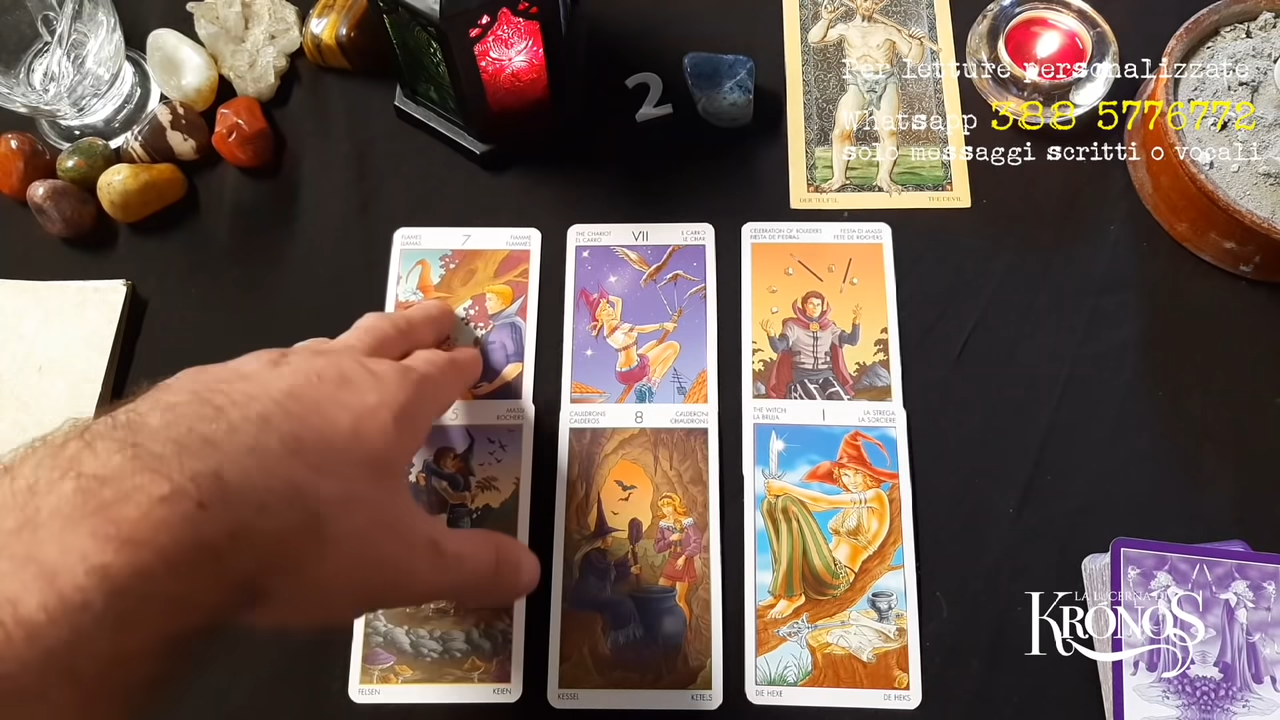 2
DER TEUFEL THE DEVIL
Per letture personalizzate
Whatsapp 388 5776772
solo messaggi scritti o vocali
FLAMES 7 FIAMME
LLAMAS FLAMMES
THE CHARIOT VII IL CARRO
EL CARRO LE CHAR
CELEBRATION OF BOULDERS FESTA DI MASSI
FIESTA DE PIEDRAS FÊTE DE ROCHERS
5 MASSI
ROCHERS
CAULDRONS 8 CALDERONI
CALDEROS CHAUDRONS
THE WITCH I LA STREGA
LA BRUJA LA SORCIERE
FELSEN KEIEN
KESSEL KETELS
DIE HEXE DE HEKS
LA LUCERNA DI
KRONOS